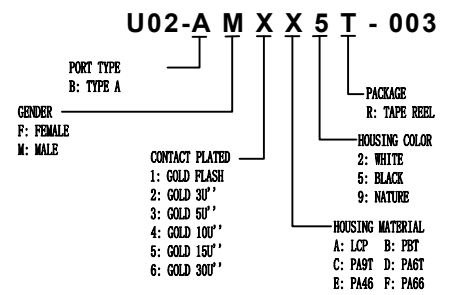 U02-A M X X 5 T - 003
PORT TYPE
B: TYPE A
GENDER
F: FEMALE
M: MALE
CONTACT PLATED
1: GOLD FLASH
2: GOLD 3U''
3: GOLD 5U''
4: GOLD 10U''
5: GOLD 15U''
6: GOLD 30U''
PACKAGE
R: TAPE REEL
HOUSING COLOR
2: WHITE
5: BLACK
9: NATURE
HOUSING MATERIAL
A: LCP B: PBT
C: PA9T D: PA6T
E: PA46 F: PA66